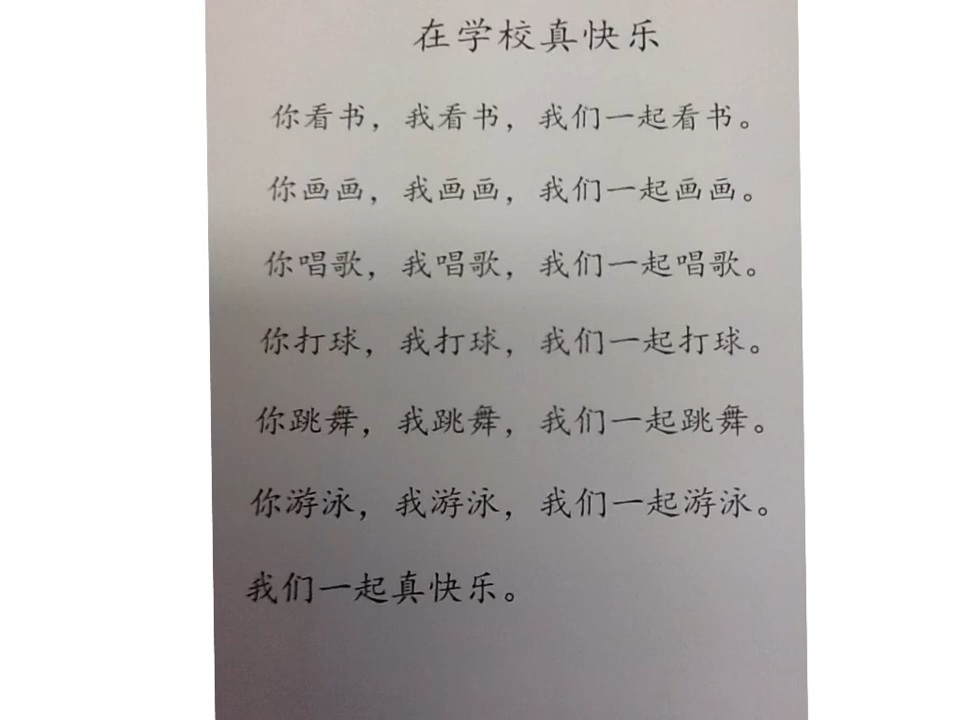 在学校真快乐
你看书，我看书，我们一起看书。
你画画，我画画，我们一起画画。
你唱歌，我唱歌，我们一起唱歌。
你打球，我打球，我们一起打球。
你跳舞，我跳舞，我们一起跳舞。
你游泳，我游泳，我们一起游泳。
我们一起真快乐。